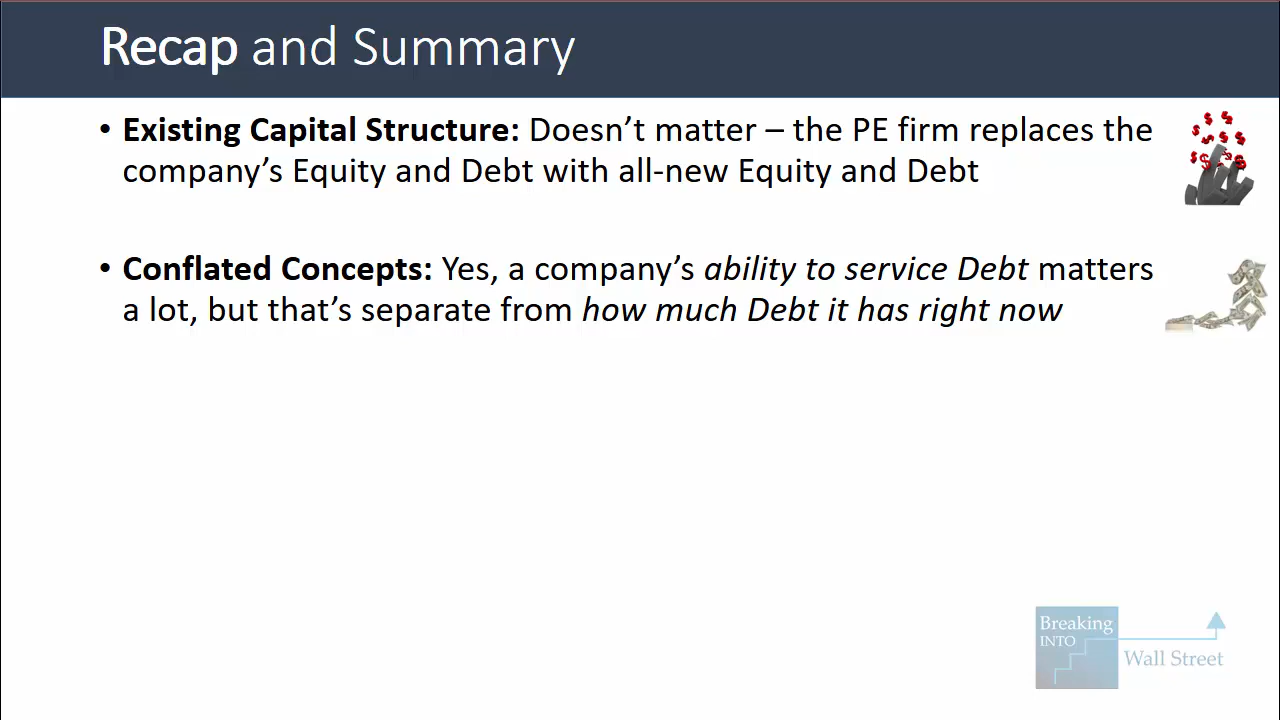 Recap and Summary
• Existing Capital Structure: Doesn’t matter – the PE firm replaces the
company’s Equity and Debt with all-new Equity and Debt
• Conflated Concepts: Yes, a company’s ability to service Debt matters
a lot, but that’s separate from how much Debt it has right now
Breaking
INTO
Wall Street